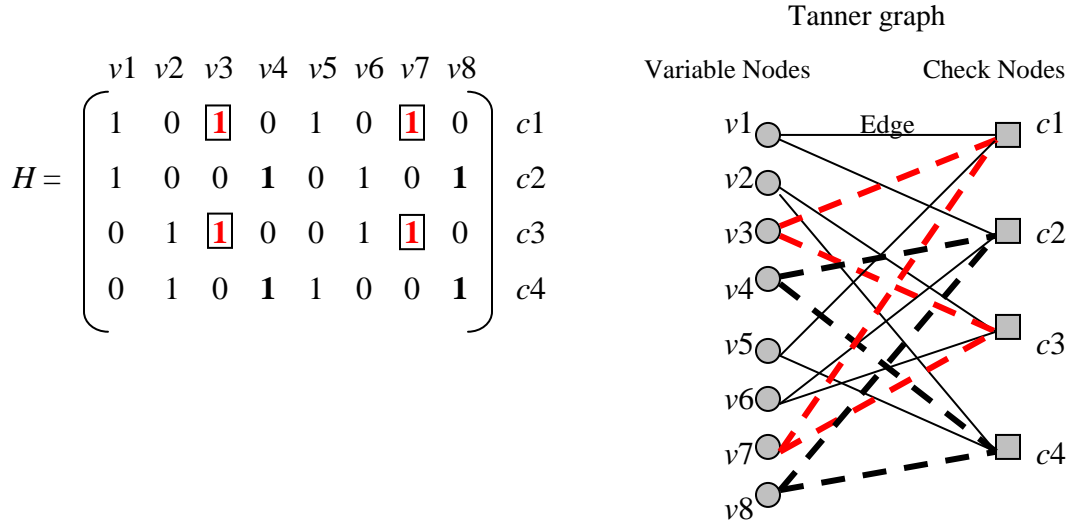 Tanner graph
v1 v2 v3 v4 v5 v6 v7 v8
1 0 1 0 1 0 1 0 c1
H = 1 0 0 1 0 1 0 1 c2
0 1 1 0 0 1 1 0 c3
0 1 0 1 1 0 0 1 c4
Variable Nodes Check Nodes
v1 Edge c1
v2
v3 c2
v4
v5 c3
v6
v7 c4
v8